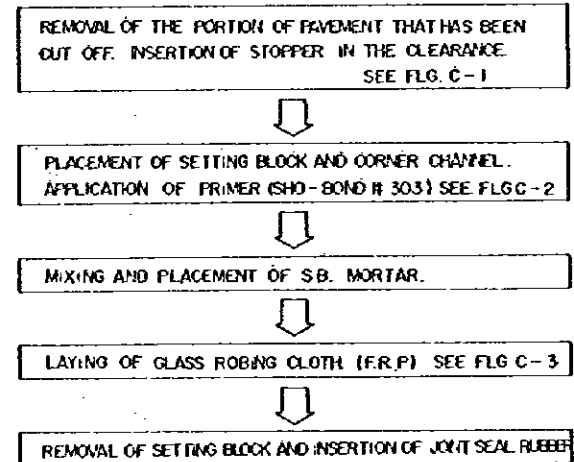 REMOVAL OF THE PORTION OF PAVEMENT THAT HAS BEEN
CUT OFF. INSERTION OF STOPPER IN THE CLEARANCE.
SEE FLG. C-1
PLACEMENT OF SETTING BLOCK AND CORNER CHANNEL.
APPLICATION OF PRIMER (SHO-BOND # 303) SEE FLG C-2
MIXING AND PLACEMENT OF S.B. MORTAR.
LAYING OF GLASS ROBING CLOTH (F.R.P) SEE FLG C-3
REMOVAL OF SETTING BLOCK AND INSERTION OF JOINT SEAL RUBBER